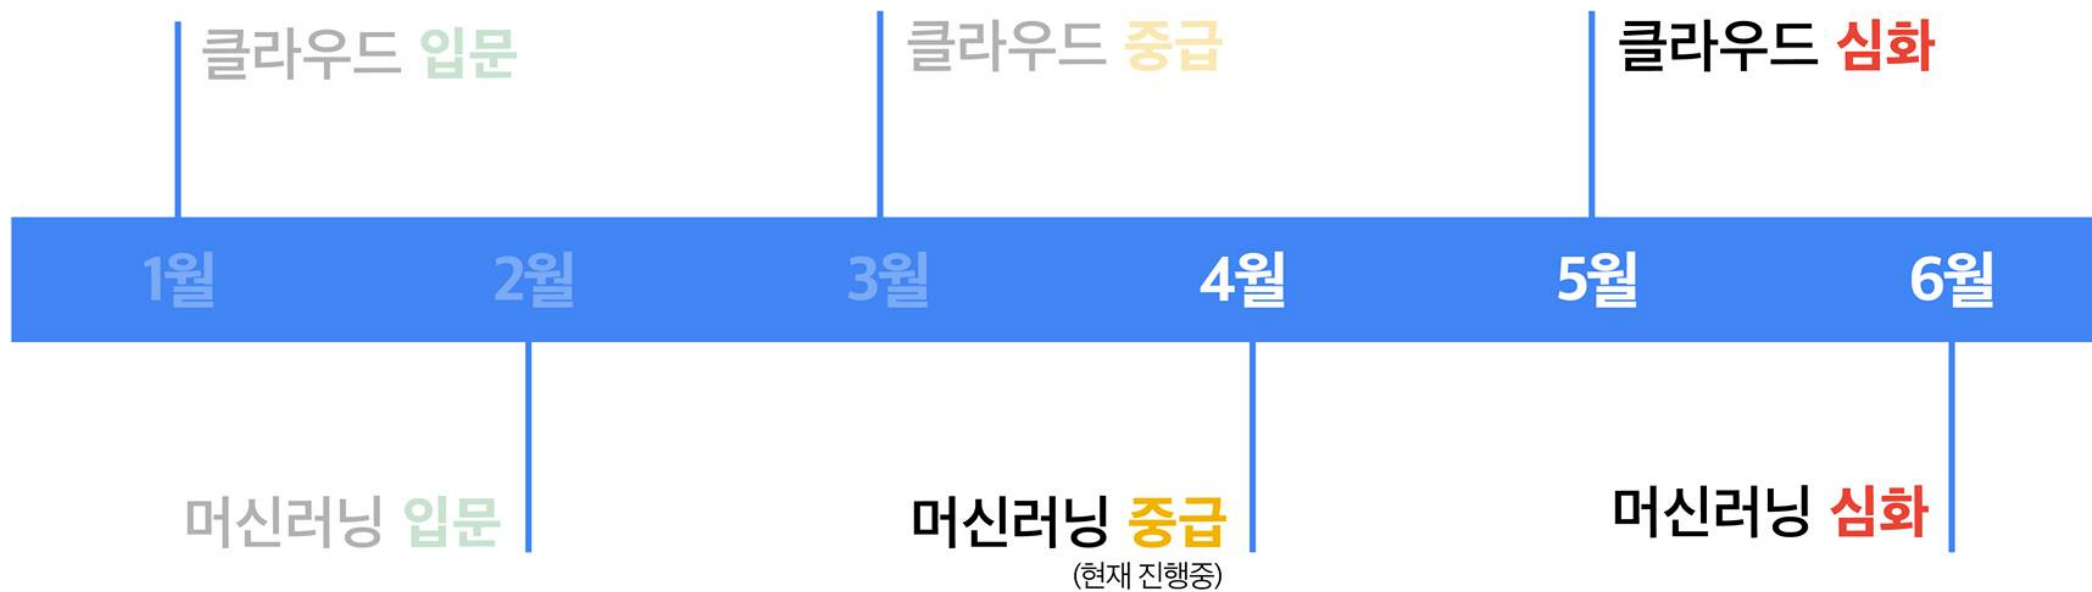 클라우드 입문
클라우드 중급
클라우드 심화
1월
2월
3월
4월
5월
6월
머신러닝 입문
머신러닝 중급
(현재 진행중)
머신러닝 심화